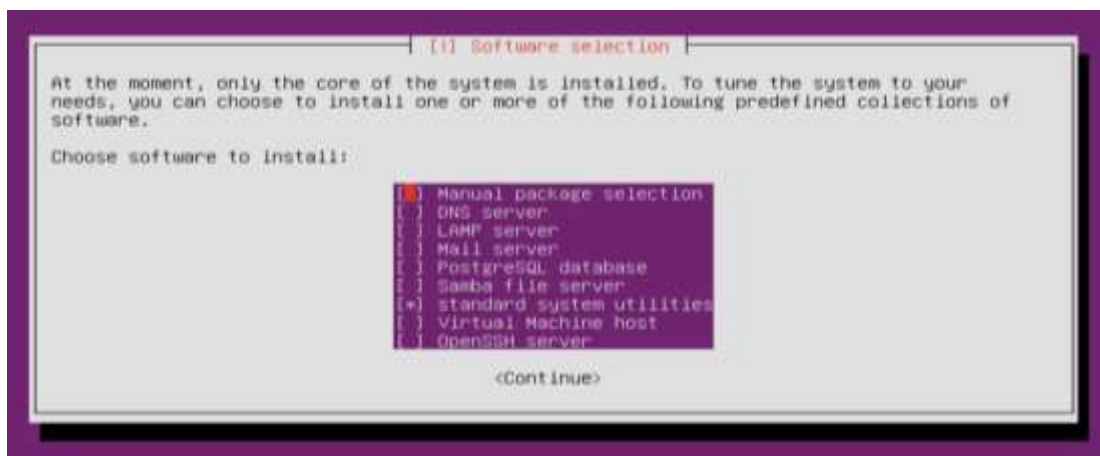 [!] Software selection
At the moment, only the core of the system is installed. To tune the system to your
needs, you can choose to install one or more of the following predefined collections of
software.
Choose software to install:
[ ] Manual package selection
[ ] DNS server
[ ] LAMP server
[ ] Mail server
[ ] PostgreSQL database
[ ] Samba file server
[*] standard system utilities
[ ] Virtual Machine host
[ ] OpenSSH server
<Continue>